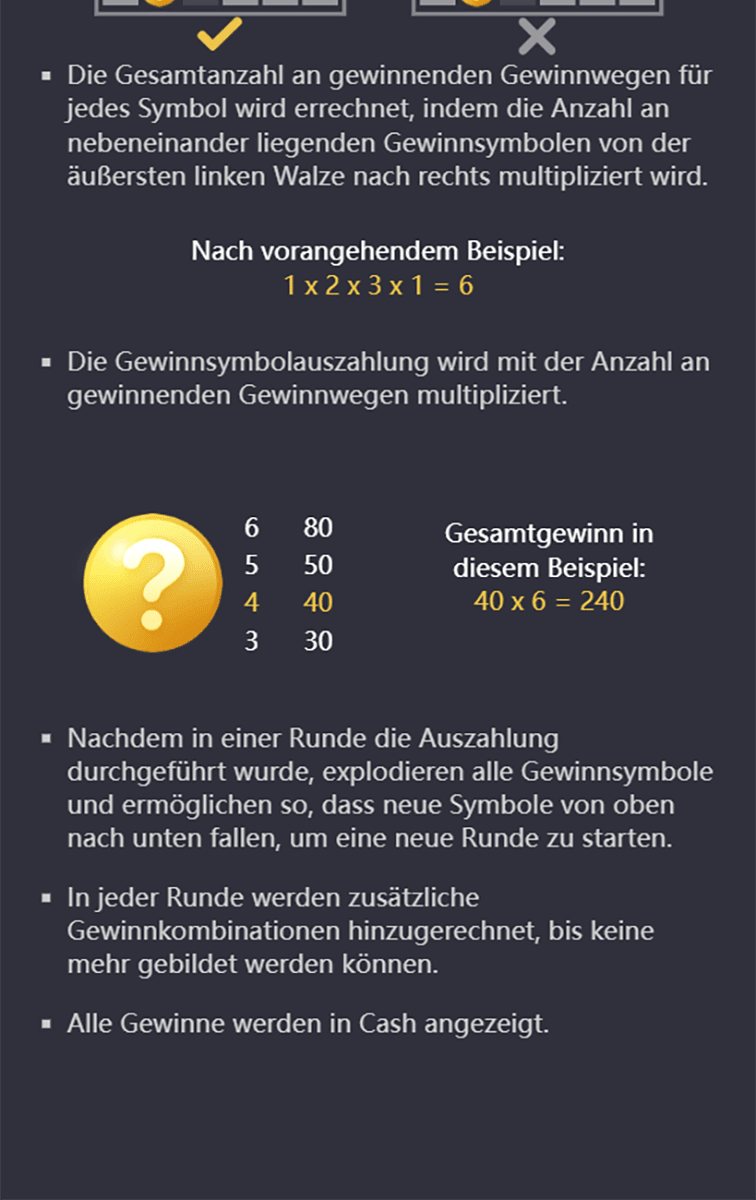 Die Gesamtanzahl an gewinnenden Gewinnwegen für
jedes Symbol wird errechnet, indem die Anzahl an
nebeneinander liegenden Gewinnsymbolen von der
äußersten linken Walze nach rechts multipliziert wird.
Nach vorangehendem Beispiel:
1 x 2 x 3 x 1 = 6
Die Gewinnsymbolauszahlung wird mit der Anzahl an
gewinnenden Gewinnwegen multipliziert.
?
6 80
5 50
4 40
3 30
Gesamtgewinn in
diesem Beispiel:
40 x 6 = 240
Nachdem in einer Runde die Auszahlung
durchgeführt wurde, explodieren alle Gewinnsymbole
und ermöglichen so, dass neue Symbole von oben
nach unten fallen, um eine neue Runde zu starten.
In jeder Runde werden zusätzliche
Gewinnkombinationen hinzugerechnet, bis keine
mehr gebildet werden können.
Alle Gewinne werden in Cash angezeigt.